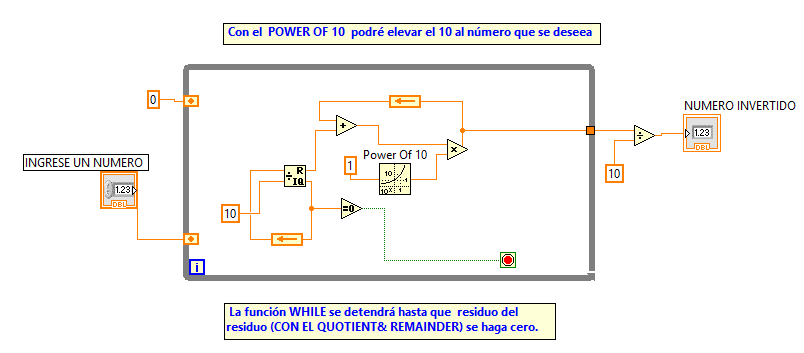 Con el POWER OF 10 podré elevar el 10 al número que se deseea
0
INGRESE UN NUMERO
1.23
DBL
10
R
IQ
+
1
Power Of 10
10
10x
×
=0
i
÷
10
NUMERO INVERTIDO
1.23
DBL
La función WHILE se detendrá hasta que residuo del
residuo (CON EL QUOTIENT& REMAINDER) se haga cero.